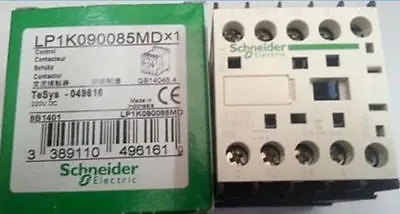 LP1K090085MD×1
Control
Contacteur
Schütz
Contactor
GB14048.4
TeSys - 049616
220V DC
Made in
Indonesia
8B1401
LP1K090085MD
3 389110 496161
Schneider
Electric
Schneider
Electric